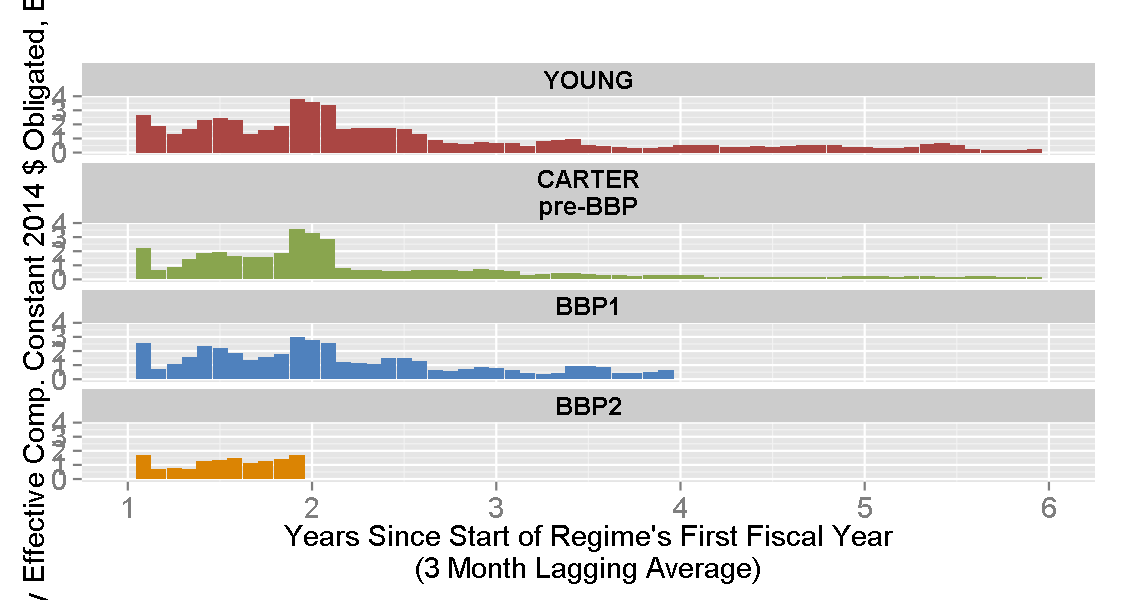 / Effective Comp. Constant 2014 $ Obligated,
YOUNG
4
3
2
1
0
CARTER
pre-BBP
4
3
2
1
0
BBP1
4
3
2
1
0
BBP2
4
3
2
1
0
1 2 3 4 5 6
Years Since Start of Regime's First Fiscal Year
(3 Month Lagging Average)